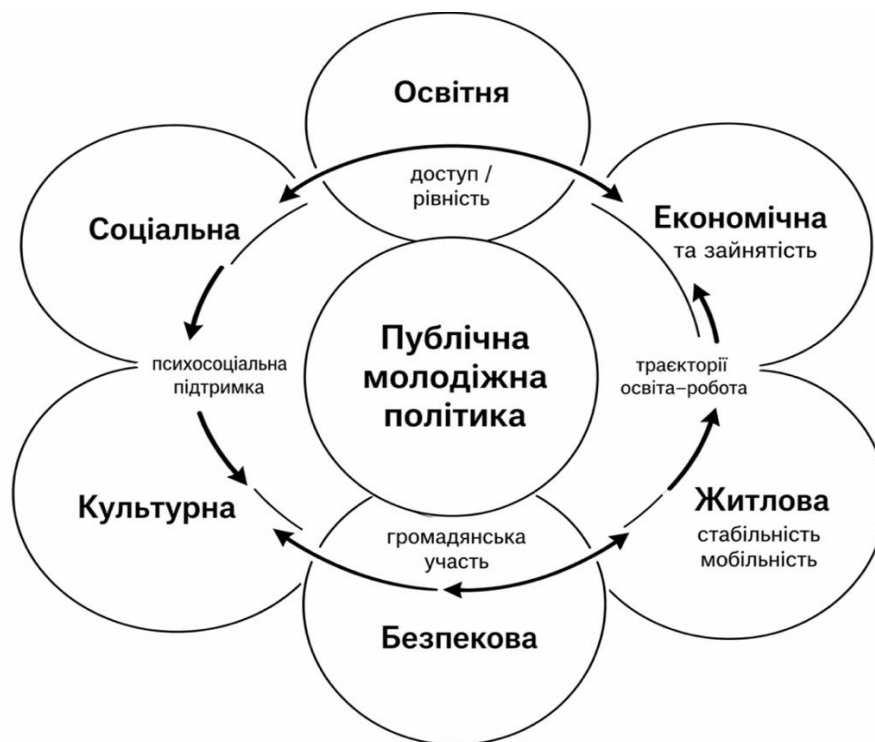 Освітня
доступ /
рівність
Соціальна
Економічна
та зайнятість
Публічна
молодіжна
політика
психосоціальна
підтримка
траєкторії
освіта–робота
Культурна
Житлова
стабільність
мобільність
громадянська
участь
Безпекова